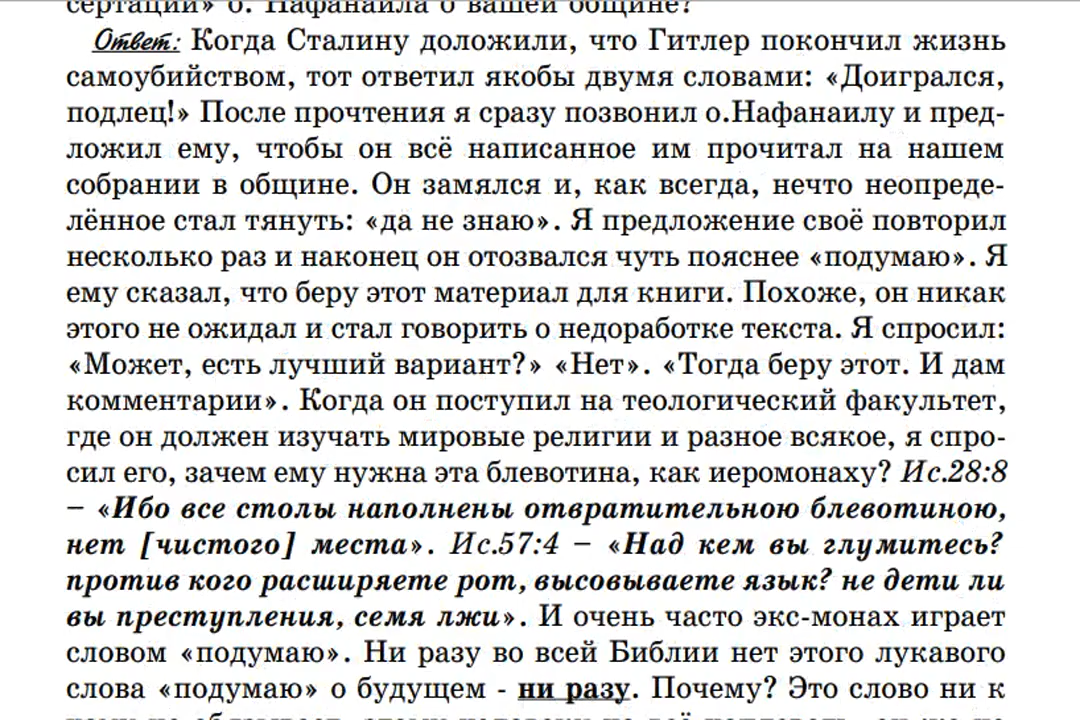 сертации» о. Нафанаила о вашей общине?
Ответ: Когда Сталину доложили, что Гитлер покончил жизнь
самоубийством, тот ответил якобы двумя словами: «Доигрался,
подлец!» После прочтения я сразу позвонил о.Нафанаилу и пред-
ложил ему, чтобы он всё написанное им прочитал на нашем
собрании в общине. Он замялся и, как всегда, нечто неопреде-
лённое стал тянуть: «да не знаю». Я предложение своё повторил
несколько раз и наконец он отозвался чуть пояснее «подумаю». Я
ему сказал, что беру этот материал для книги. Похоже, он никак
этого не ожидал и стал говорить о недоработке текста. Я спросил:
«Может, есть лучший вариант?» «Нет». «Тогда беру этот. И дам
комментарии». Когда он поступил на теологический факультет,
где он должен изучать мировые религии и разное всякое, я спро-
сил его, зачем ему нужна эта блевотина, как иеромонаху? Ис.28:8
– «Ибо все столы наполнены отвратительною блевотиною,
нет [чистого] места». Ис.57:4 – «Над кем вы глумитесь?
против кого расширяете рот, высовываете язык? не дети ли
вы преступления, семя лжи». И очень часто экс-монах играет
словом «подумаю». Ни разу во всей Библии нет этого лукавого
слова «подумаю» о будущем - ни разу. Почему? Это слово ни к